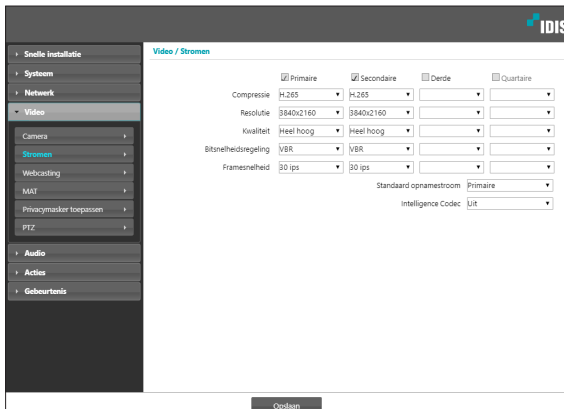 IDIS
Snelle installatie
Systeem
Netwerk
Video
Camera
Stromen
Webcasting
MAT
Privacymasker toepassen
PTZ
Audio
Acties
Gebeurtenis
Video / Stromen
Primaire Secondaire Derde Quartaire
Compressie H.265 H.265
Resolutie 3840x2160 3840x2160
Kwaliteit Heel hoog Heel hoog
Bitsnelheidsregeling VBR VBR
Framesnelheid 30 ips 30 ips
Standaard opnamestroom Primaire
Intelligence Codec Uit
Opslaan